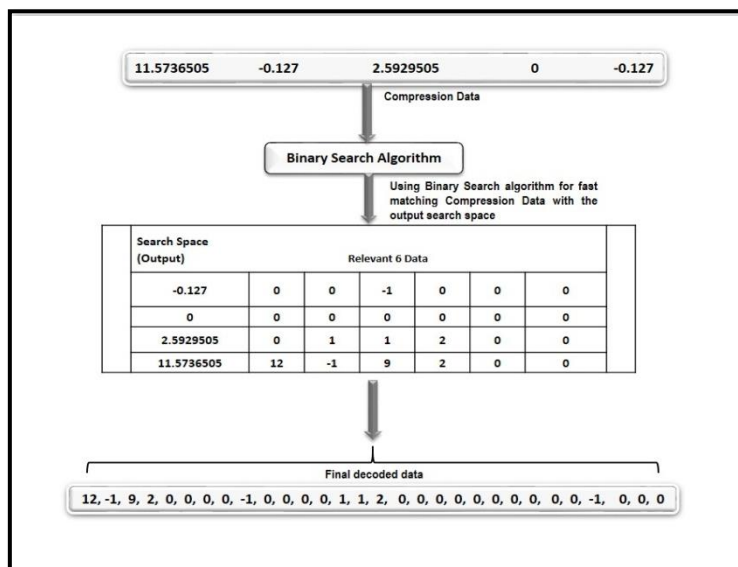 11.5736505 -0.127 2.5929505 0 -0.127
Compression Data
Binary Search Algorithm
Using Binary Search algorithm for fast
matching Compression Data with the
output search space
Search Space
(Output) Relevant 6 Data
-0.127 0 0 -1 0 0 0
0 0 0 0 0 0 0
2.5929505 0 1 1 2 0 0
11.5736505 12 -1 9 2 0 0
Final decoded data
12, -1, 9, 2, 0, 0, 0, 0, -1, 0, 0, 0, 0, 1, 1, 2, 0, 0, 0, 0, 0, 0, 0, 0, 0, 0, -1, 0, 0, 0